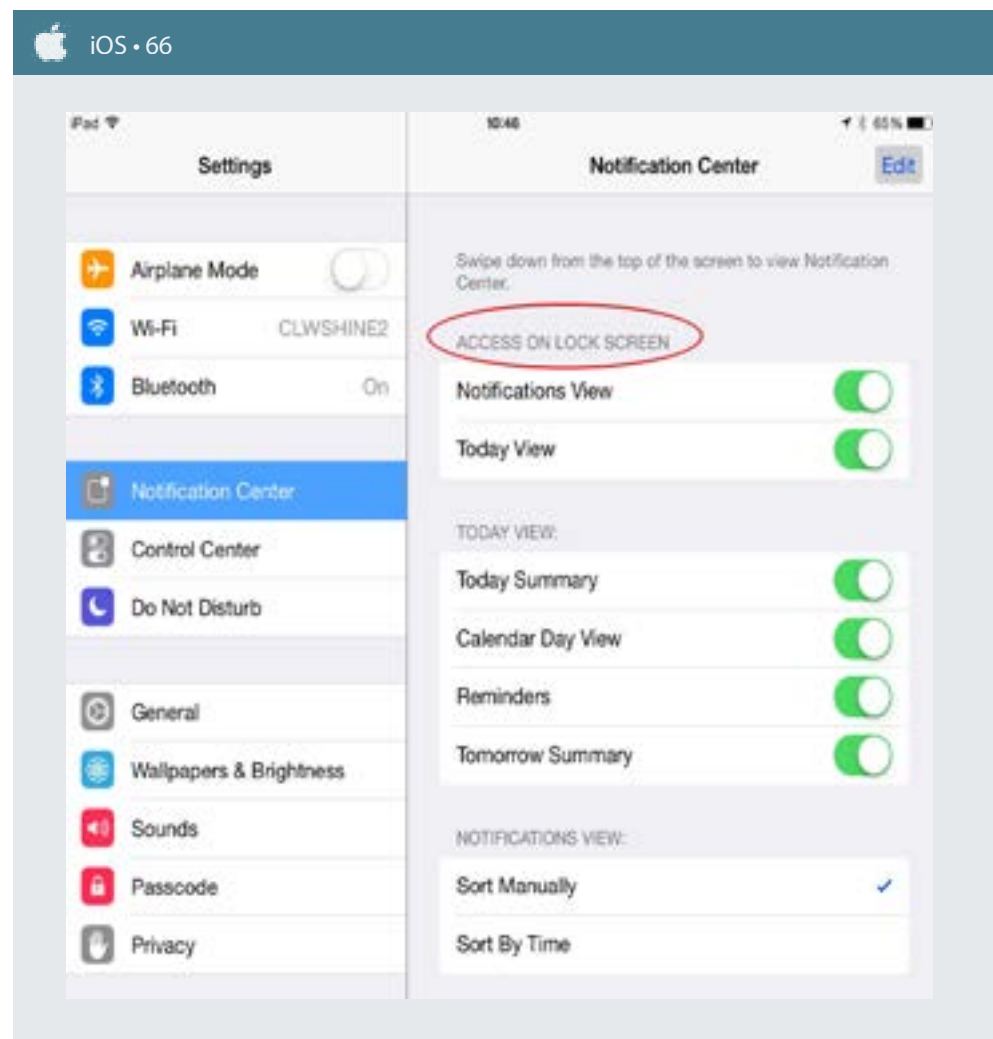 iOS • 66
iPad
10:46
65%
Settings
Notification Center
Edit
Airplane Mode
Wi-Fi CLWSHINE2
Bluetooth On
Notification Center
Control Center
Do Not Disturb
General
Wallpapers & Brightness
Sounds
Passcode
Privacy
Swipe down from the top of the screen to view Notification
Center.
ACCESS ON LOCK SCREEN
Notifications View
Today View
TODAY VIEW:
Today Summary
Calendar Day View
Reminders
Tomorrow Summary
NOTIFICATIONS VIEW:
Sort Manually
Sort By Time